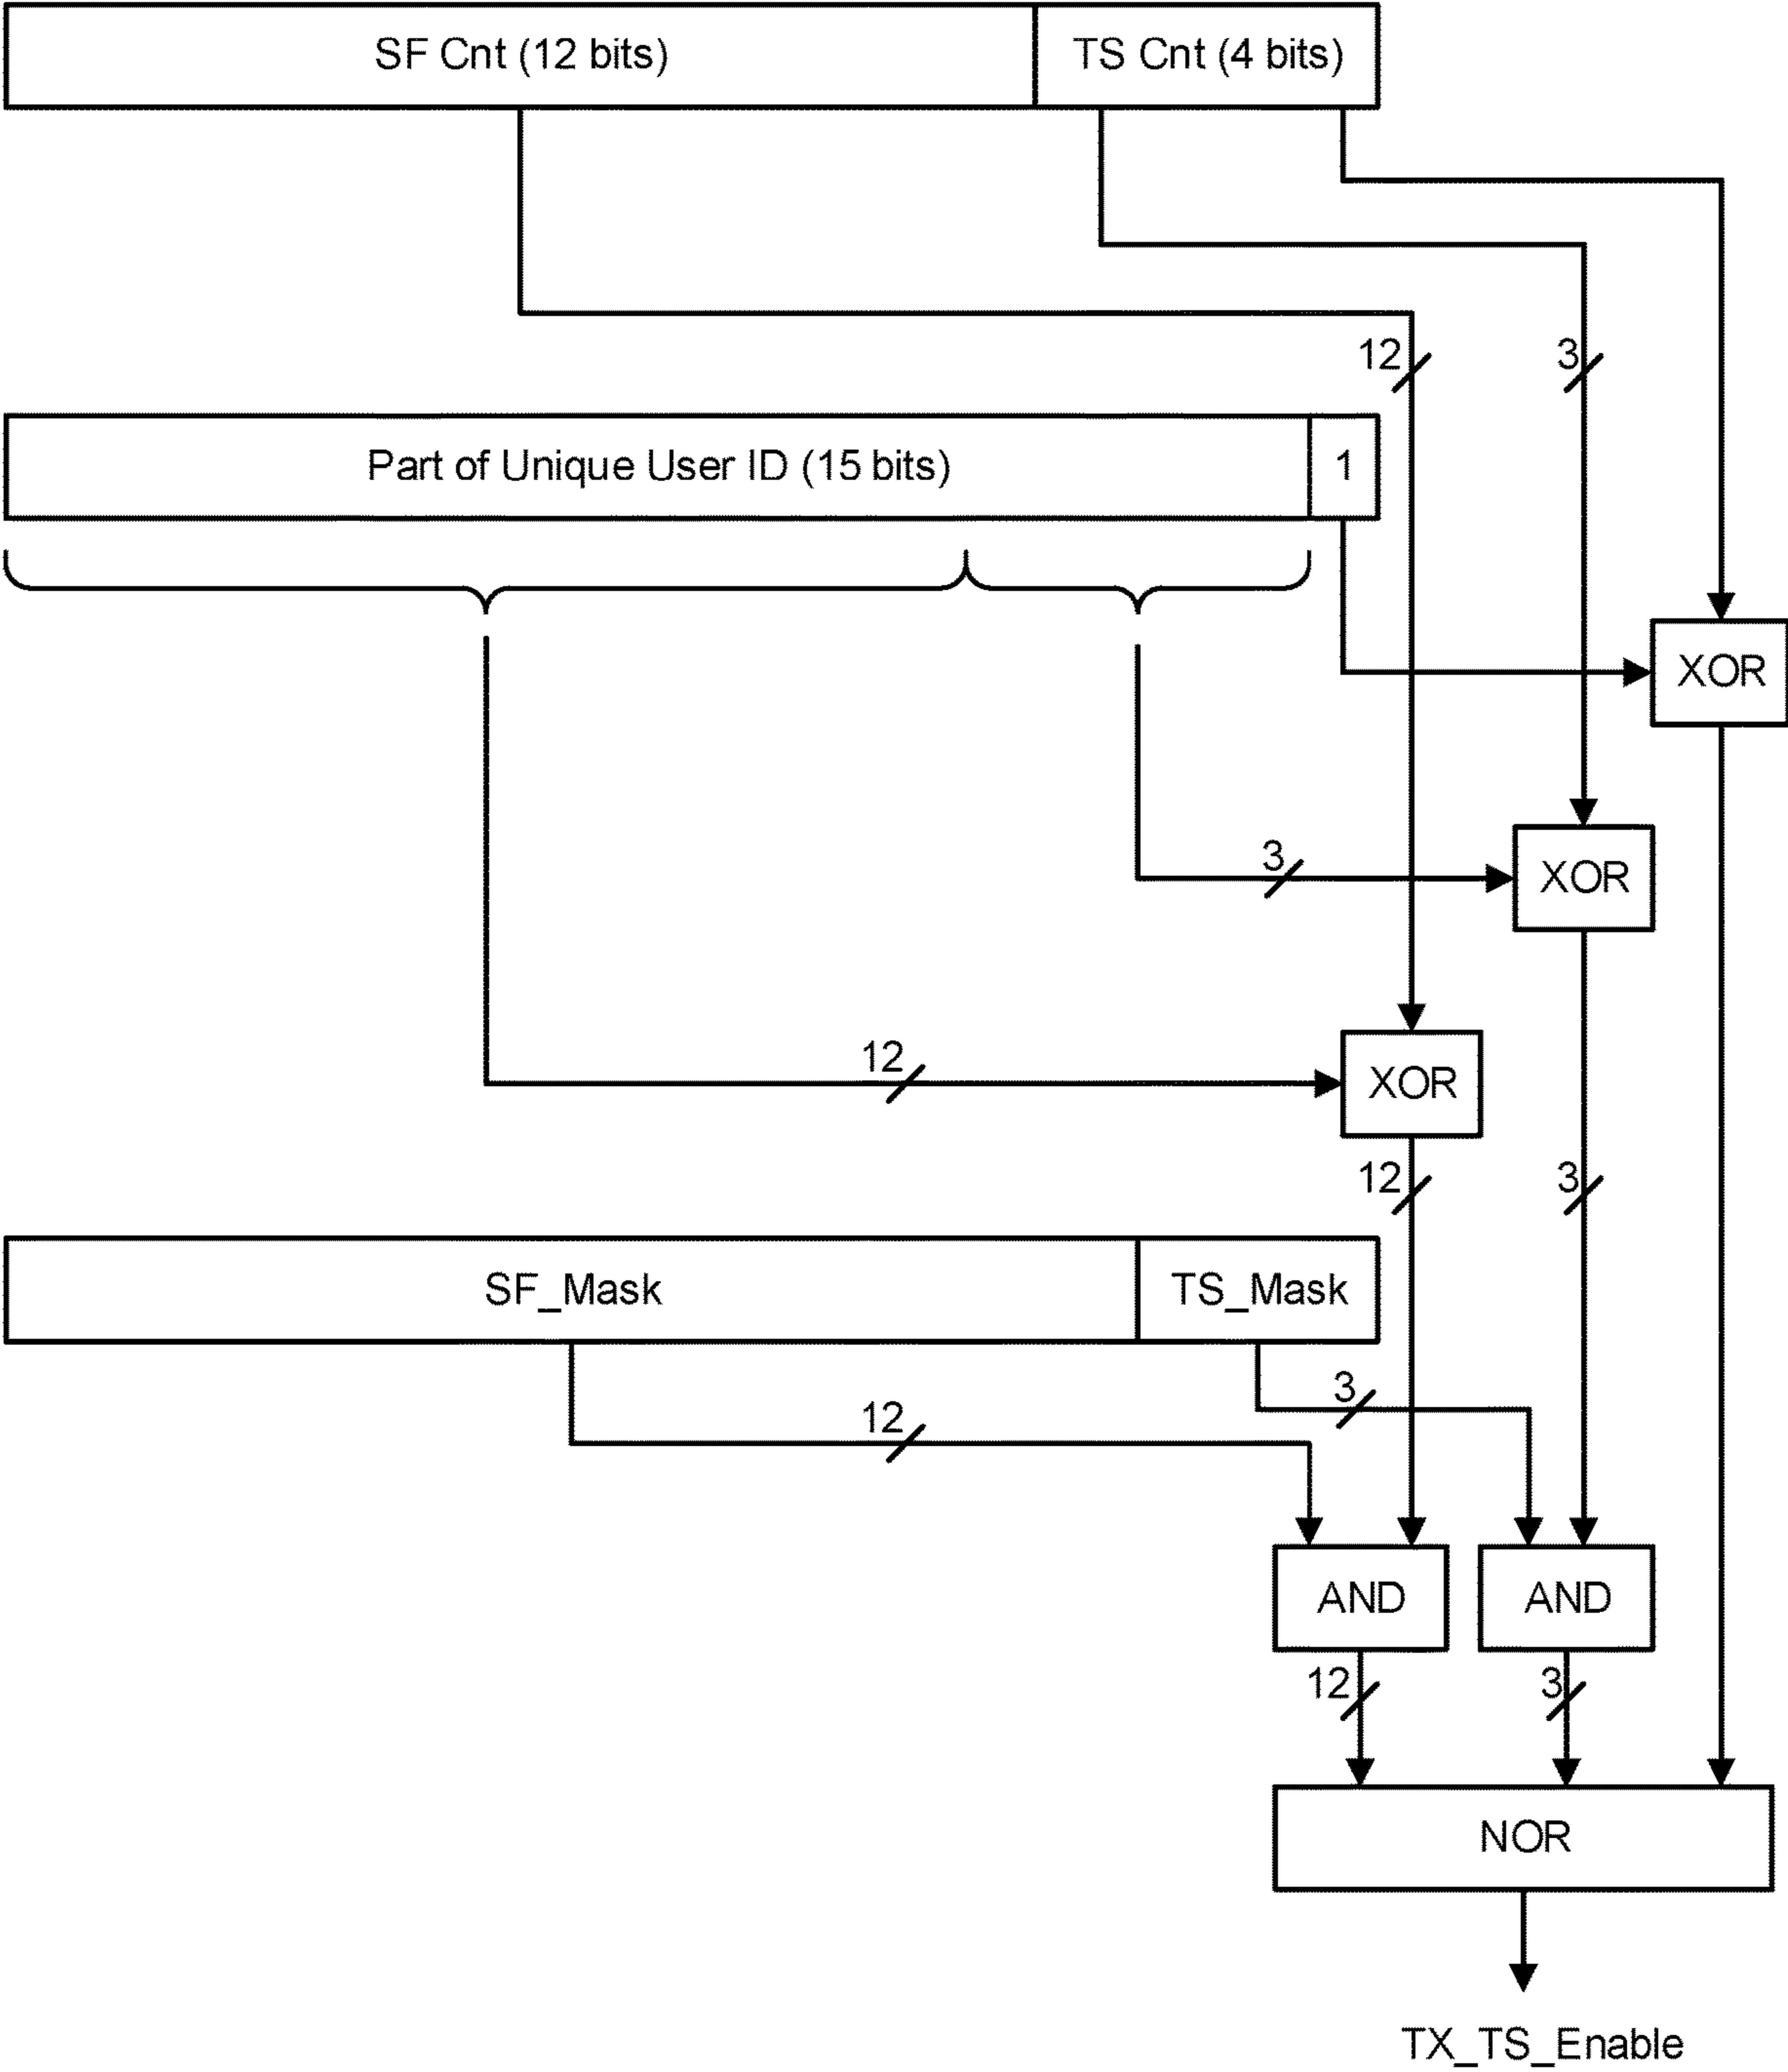 SF Cnt (12 bits)
TS Cnt (4 bits)
12
3
Part of Unique User ID (15 bits)
1
XOR
3
XOR
12
XOR
12
3
SF_Mask
TS_Mask
3
12
AND
AND
12
3
NOR
TX_TS_Enable